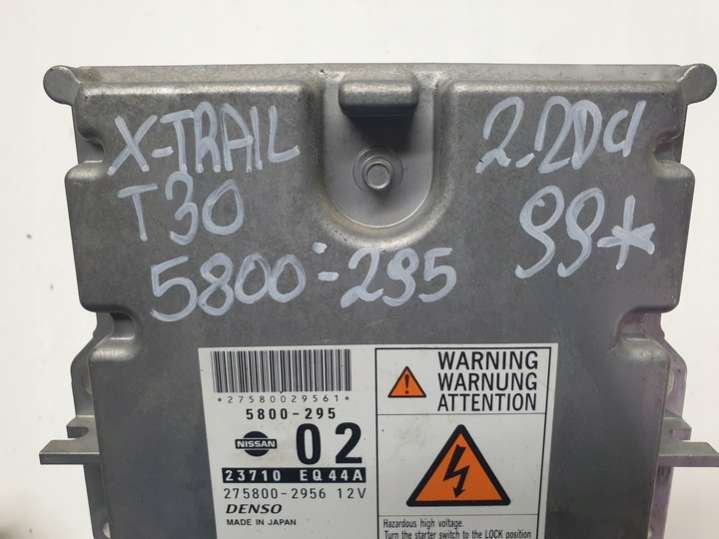 X-TRAIL 2.2DCi
T30 99*
5800-295
*27580029561*
5800-295
NISSAN 02
23710 EQ44A
275800-2956 12V
DENSO
MADE IN JAPAN
WARNING
WARNUNG
ATTENTION
Hazardous high voltage.
Turn the starter switch to the LOCK position